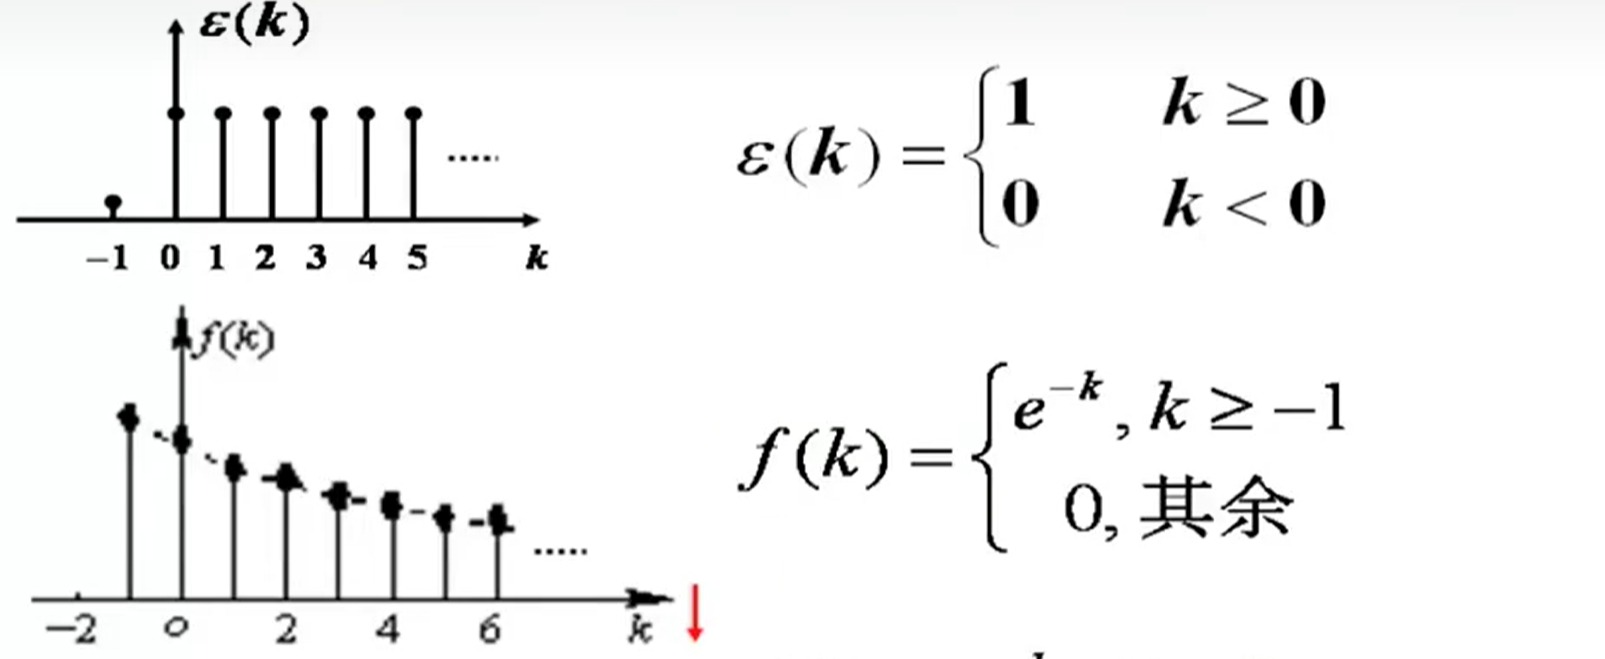 ε(k)
−1 0 1 2 3 4 5 k
.....
ε(k) = { 1 k ≥ 0
0 k < 0
f(k)
.....
−2 0 2 4 6 k
f(k) = { e^{-k}, k ≥ −1
0, 其余